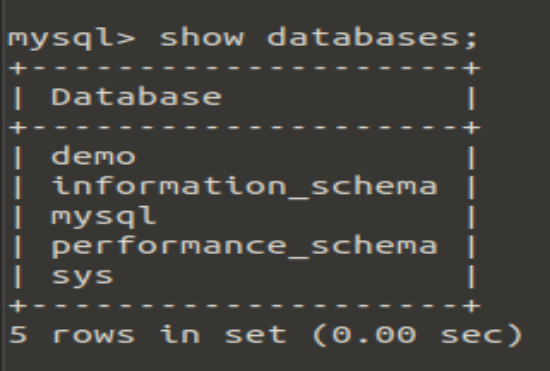 mysql> show databases;
+--------------------+
| Database           |
+--------------------+
| demo               |
| information_schema |
| mysql              |
| performance_schema |
| sys                |
+--------------------+
5 rows in set (0.00 sec)